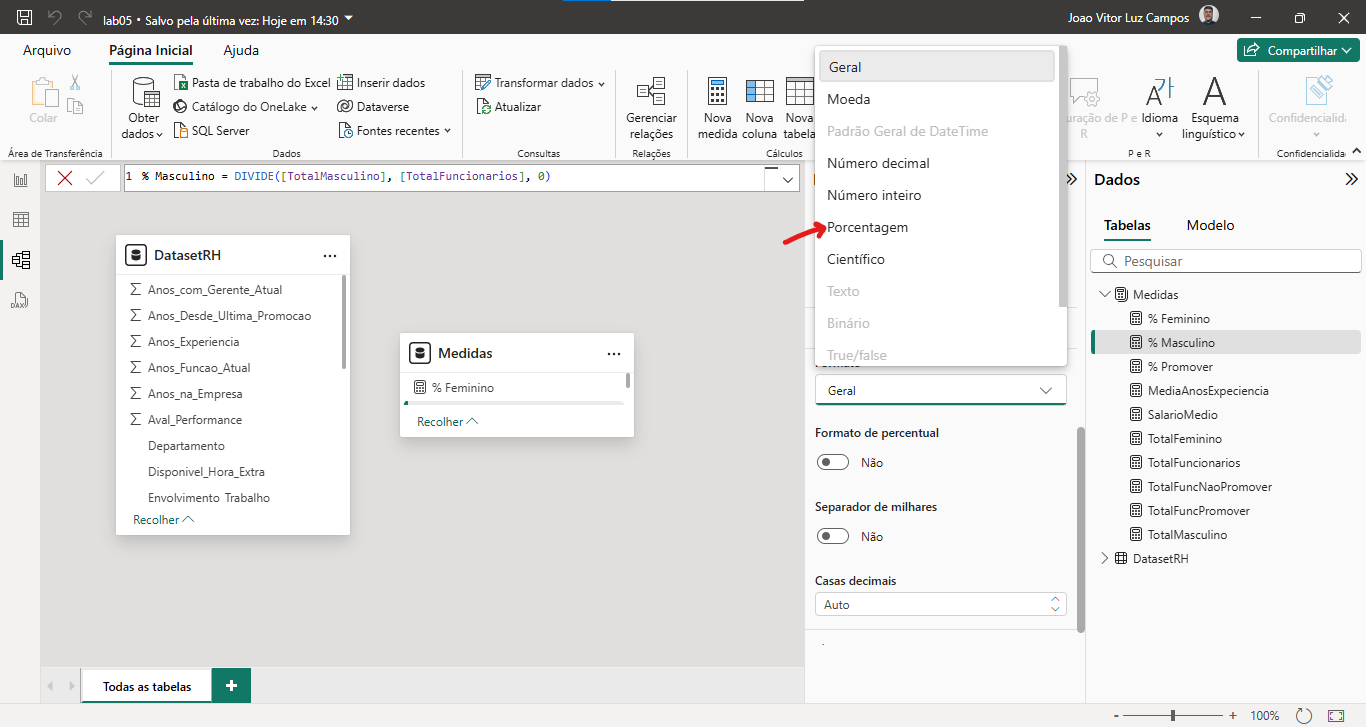 lab05 • Salvo pela última vez: Hoje em 14:30
Joao Vitor Luz Campos
Arquivo
Página Inicial
Ajuda
Compartilhar
Colar
Área de Transferência
Obter dados
Pasta de trabalho do Excel
Catálogo do OneLake
SQL Server
Inserir dados
Dataverse
Fontes recentes
Dados
Transformar dados
Atualizar
Consultas
Gerenciar relações
Relações
Nova medida
Nova coluna
Nova tabela
Cálculos
uração de P e R
Idioma
Esquema linguístico
P e R
Confidencialid
Confidencialida
1 % Masculino = DIVIDE([TotalMasculino], [TotalFuncionarios], 0)
DatasetRH
Anos_com_Gerente_Atual
Anos_Desde_Ultima_Promocao
Anos_Experiencia
Anos_Funcao_Atual
Anos_na_Empresa
Aval_Performance
Departamento
Disponivel_Hora_Extra
Envolvimento_Trabalho
Recolher
Medidas
% Feminino
Recolher
Geral
Moeda
Padrão Geral de DateTime
Número decimal
Número inteiro
Porcentagem
Científico
Texto
Binário
True/false
Formato
Geral
Formato de percentual
Não
Separador de milhares
Não
Casas decimais
Auto
Dados
Tabelas
Modelo
Pesquisar
Medidas
% Feminino
% Masculino
% Promover
MediaAnosExpeciencia
SalarioMedio
TotalFeminino
TotalFuncionarios
TotalFuncNaoPromover
TotalFuncPromover
TotalMasculino
DatasetRH
Todas as tabelas
+
- + 100%